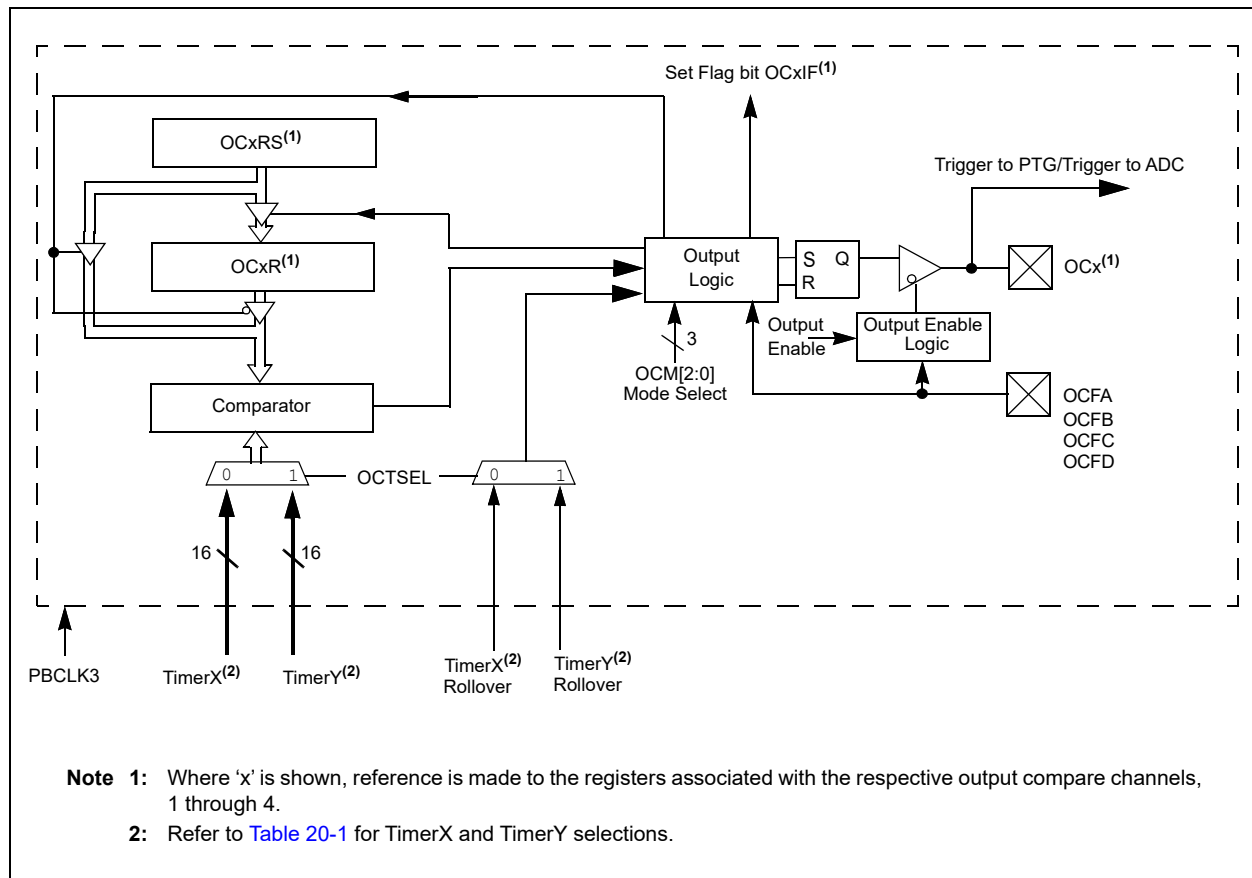 Set Flag bit OCxIF(1)
OCxRS(1)
Trigger to PTG/Trigger to ADC
OCxR(1)
Output
Logic
S Q
R
OCx(1)
Output
Enable
Output Enable
Logic
3
OCM[2:0]
Mode Select
Comparator
OCFA
OCFB
OCFC
OCFD
0 1
OCTSEL
0 1
16
16
PBCLK3
TimerX(2)
TimerY(2)
TimerX(2)
Rollover
TimerY(2)
Rollover
Note 1: Where ‘x’ is shown, reference is made to the registers associated with the respective output compare channels,
1 through 4.
2: Refer to Table 20-1 for TimerX and TimerY selections.